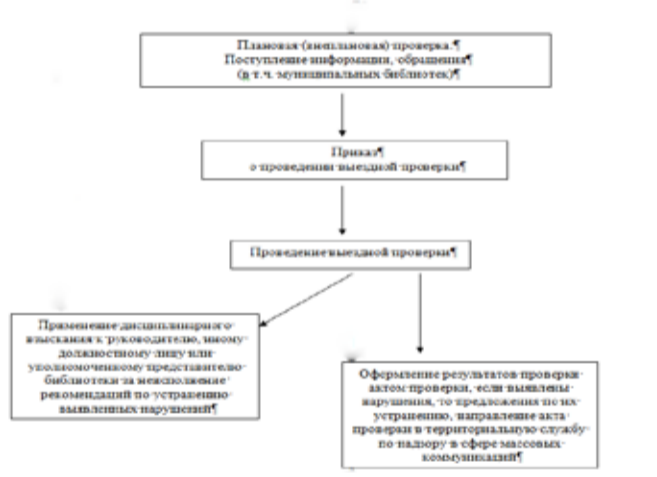 Плановая (внеплановая) проверка.¶
Поступление информации, обращения¶
(в т.ч. муниципальных библиотек)¶
Приказ¶
о проведении выездной проверки¶
Проведение выездной проверки¶
Применение дисциплинарного
взыскания к руководителю, иному
должностному лицу или
уполномоченному представителю
библиотеки за неисполнение
рекомендаций по устранению
выявленных нарушений¶
Оформление результатов проверки
актом проверки, если выявлены
нарушения, то предложения по их
устранению, направление акта
проверки в территориальную службу
по надзору в сфере массовых
коммуникаций¶